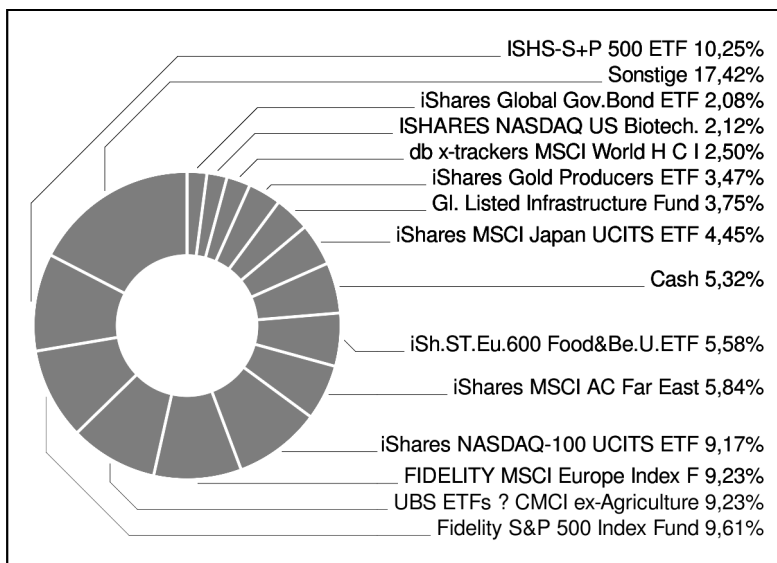 ISHS-S+P 500 ETF 10,25%
Sonstige 17,42%
iShares Global Gov.Bond ETF 2,08%
ISHARES NASDAQ US Biotech. 2,12%
db x-trackers MSCI World H C I 2,50%
iShares Gold Producers ETF 3,47%
Gl. Listed Infrastructure Fund 3,75%
iShares MSCI Japan UCITS ETF 4,45%
Cash 5,32%
iSh.ST.Eu.600 Food&Be.U.ETF 5,58%
iShares MSCI AC Far East 5,84%
iShares NASDAQ-100 UCITS ETF 9,17%
FIDELITY MSCI Europe Index F 9,23%
UBS ETFs ? CMCI ex-Agriculture 9,23%
Fidelity S&P 500 Index Fund 9,61%